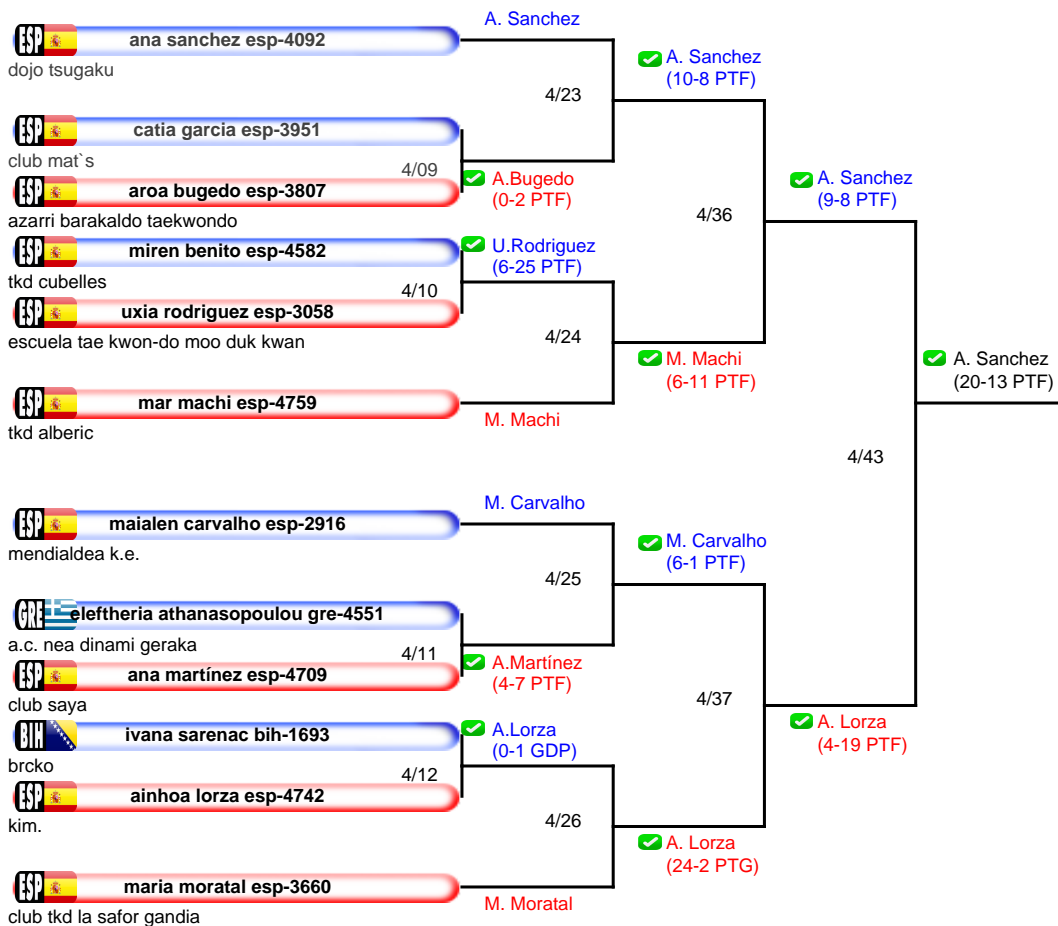 A. Sanchez
ESP ana sanchez esp-4092
dojo tsugaku
A. Sanchez
(10-8 PTF)
4/23
ESP catia garcia esp-3951
club mat`s
4/09
A.Bugedo
(0-2 PTF)
ESP aroa bugedo esp-3807
azarri barakaldo taekwondo
A. Sanchez
(9-8 PTF)
4/36
ESP miren benito esp-4582
tkd cubelles
U.Rodriguez
(6-25 PTF)
4/10
ESP uxia rodriguez esp-3058
escuela tae kwon-do moo duk kwan
4/24
M. Machi
(6-11 PTF)
ESP mar machi esp-4759
tkd alberic
M. Machi
A. Sanchez
(20-13 PTF)
4/43
M. Carvalho
ESP maialen carvalho esp-2916
mendialdea k.e.
M. Carvalho
(6-1 PTF)
4/25
GRE eleftheria athanasopoulou gre-4551
a.c. nea dinami geraka
4/11
A.Martínez
(4-7 PTF)
ESP ana martínez esp-4709
club saya
4/37
A. Lorza
(4-19 PTF)
BIH ivana sarenac bih-1693
brcko
A.Lorza
(0-1 GDP)
4/12
ESP ainhoa lorza esp-4742
kim.
4/26
A. Lorza
(24-2 PTG)
ESP maria moratal esp-3660
club tkd la safor gandia
M. Moratal